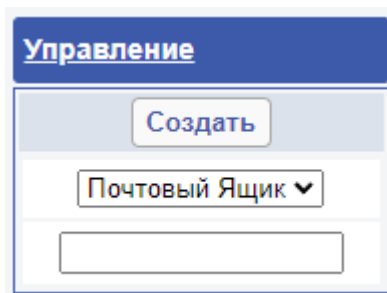 Управление
Создать
Почтовый Ящик